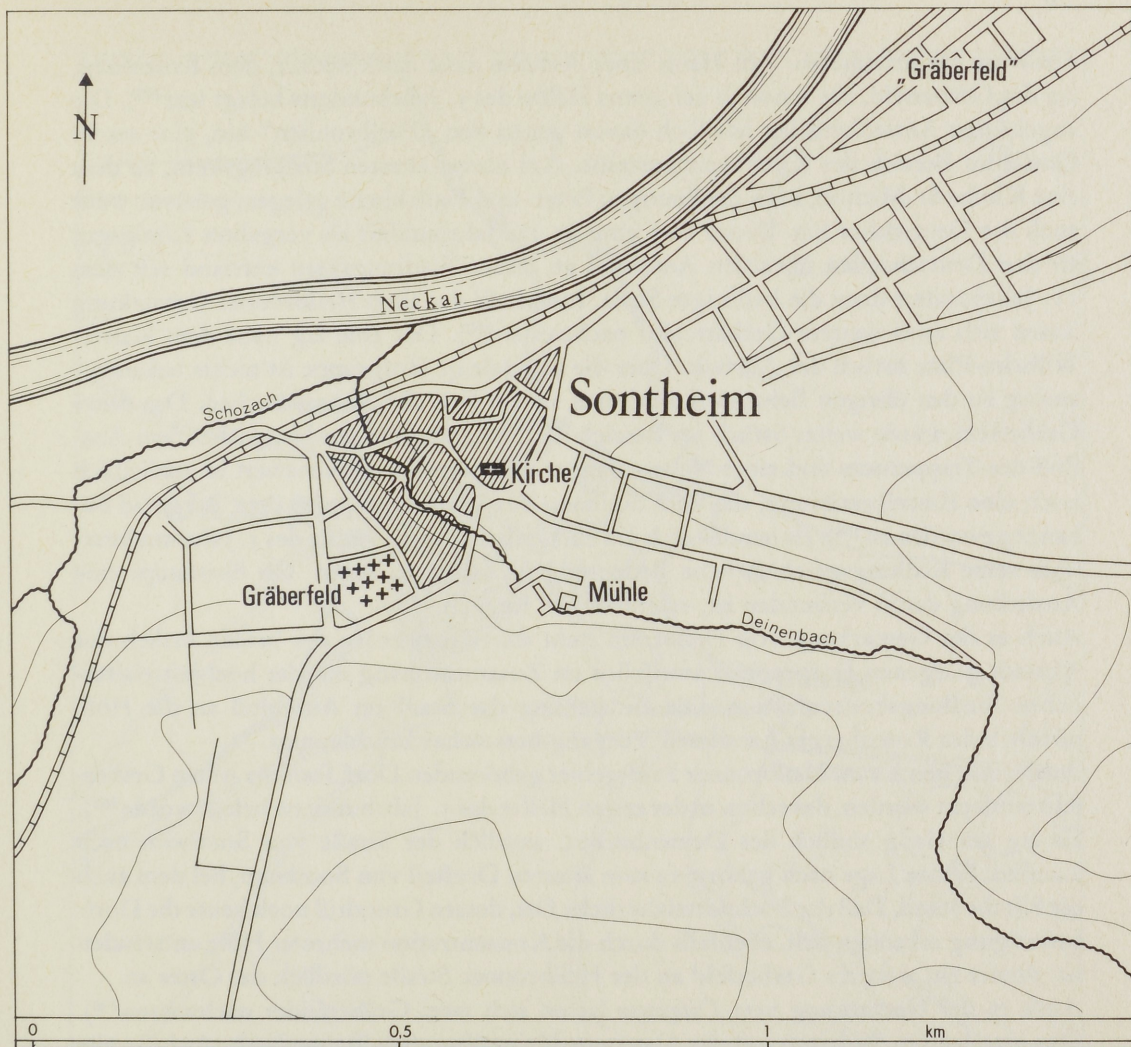 „Gräberfeld”
N
Neckar
Schozach
Sontheim
Kirche
Gräberfeld
Mühle
Deinenbach
0 0,5 1 km